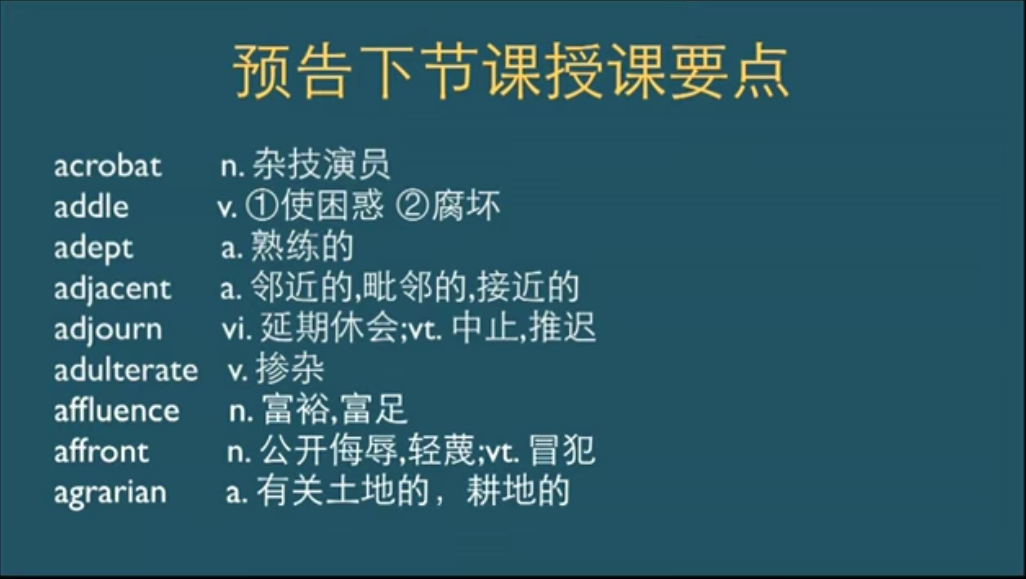 预告下节课授课要点
acrobat n. 杂技演员
addle v. ①使困惑 ②腐坏
adept a. 熟练的
adjacent a. 邻近的,毗邻的,接近的
adjourn vi. 延期休会;vt. 中止,推迟
adulterate v. 掺杂
affluence n. 富裕,富足
affront n. 公开侮辱,轻蔑;vt. 冒犯
agrarian a. 有关土地的，耕地的